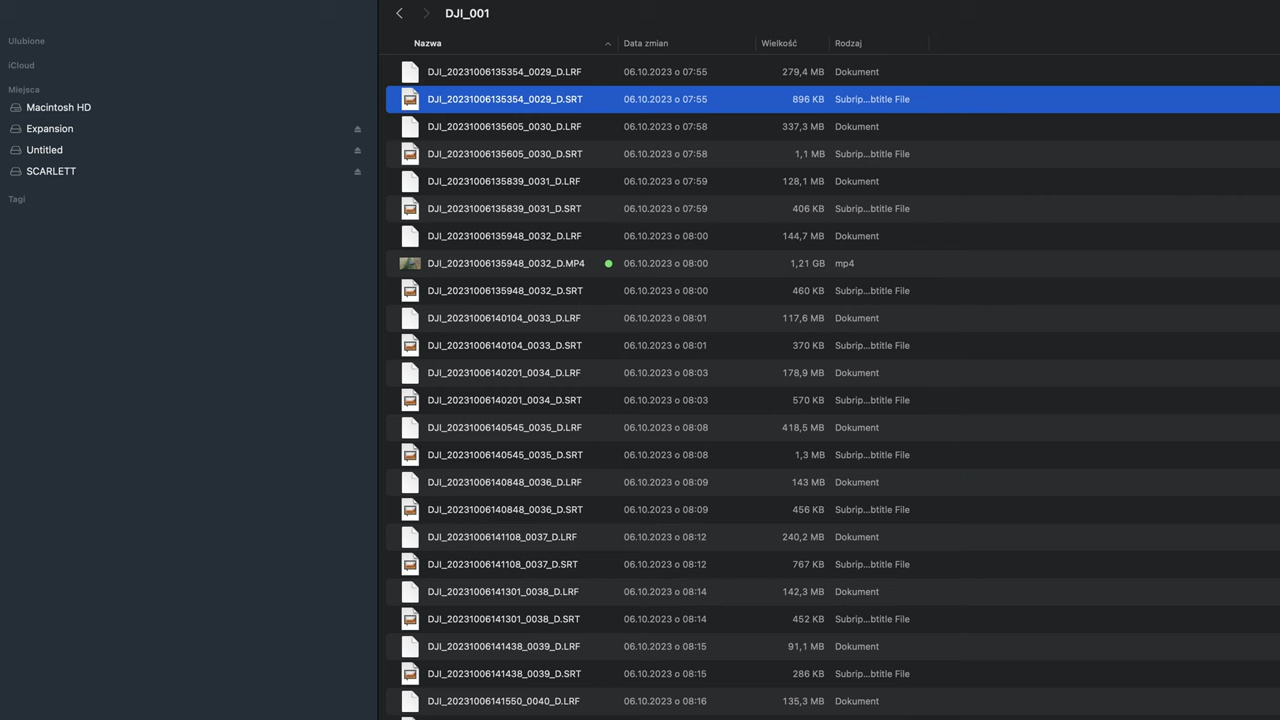 DJI_001
Ulubione
iCloud
Miejsca
Macintosh HD
Expansion
Untitled
SCARLETT
Tagi
Nazwa Data zmian Wielkość Rodzaj
DJI_20231006135354_0029_D.LRF 06.10.2023 o 07:55 279,4 MB Dokument
DJI_20231006135354_0029_D.SRT 06.10.2023 o 07:55 896 KB Subrip...btitle File
DJI_20231006135605_0030_D.LRF 06.10.2023 o 07:58 337,3 MB Dokument
DJI_20231006135605_0030_D.SRT 06.10.2023 o 07:58 1,1 MB Subrip...btitle File
DJI_20231006135839_0031_D.LRF 06.10.2023 o 07:59 128,1 MB Dokument
DJI_20231006135839_0031_D.SRT 06.10.2023 o 07:59 406 KB Subrip...btitle File
DJI_20231006135948_0032_D.LRF 06.10.2023 o 08:00 144,7 MB Dokument
DJI_20231006135948_0032_D.MP4 06.10.2023 o 08:00 1,21 GB mp4
DJI_20231006135948_0032_D.SRT 06.10.2023 o 08:00 460 KB Subrip...btitle File
DJI_20231006140104_0033_D.LRF 06.10.2023 o 08:01 117,6 MB Dokument
DJI_20231006140104_0033_D.SRT 06.10.2023 o 08:01 370 KB Subrip...btitle File
DJI_20231006140201_0034_D.LRF 06.10.2023 o 08:03 178,9 MB Dokument
DJI_20231006140201_0034_D.SRT 06.10.2023 o 08:03 570 KB Subrip...btitle File
DJI_20231006140545_0035_D.LRF 06.10.2023 o 08:08 418,5 MB Dokument
DJI_20231006140545_0035_D.SRT 06.10.2023 o 08:08 1,3 MB Subrip...btitle File
DJI_20231006140848_0036_D.LRF 06.10.2023 o 08:09 143 MB Dokument
DJI_20231006140848_0036_D.SRT 06.10.2023 o 08:09 456 KB Subrip...btitle File
DJI_20231006141108_0037_D.LRF 06.10.2023 o 08:12 240,2 MB Dokument
DJI_20231006141108_0037_D.SRT 06.10.2023 o 08:12 767 KB Subrip...btitle File
DJI_20231006141301_0038_D.LRF 06.10.2023 o 08:14 142,3 MB Dokument
DJI_20231006141301_0038_D.SRT 06.10.2023 o 08:14 452 KB Subrip...btitle File
DJI_20231006141438_0039_D.LRF 06.10.2023 o 08:15 91,1 MB Dokument
DJI_20231006141438_0039_D.SRT 06.10.2023 o 08:15 286 KB Subrip...btitle File
DJI_20231006141550_0040_D.LRF 06.10.2023 o 08:16 135,3 MB Dokument